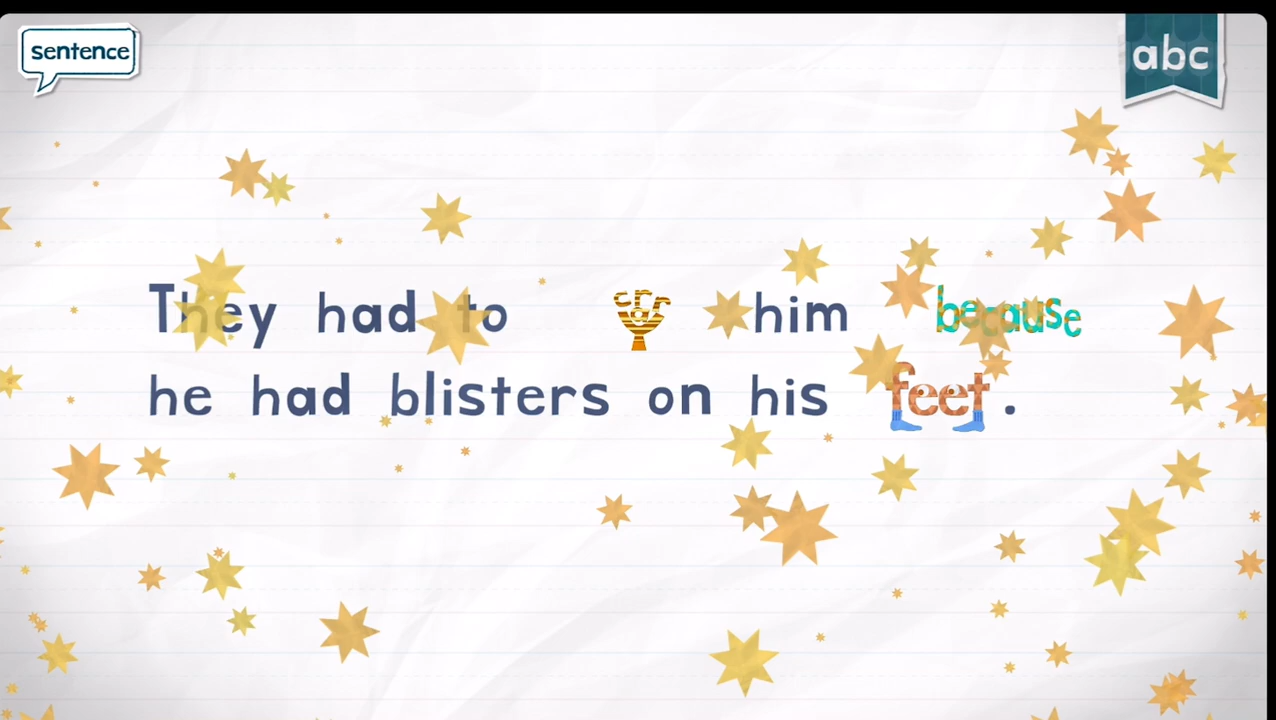 sentence
abc
They had to him because
he had blisters on his feet.